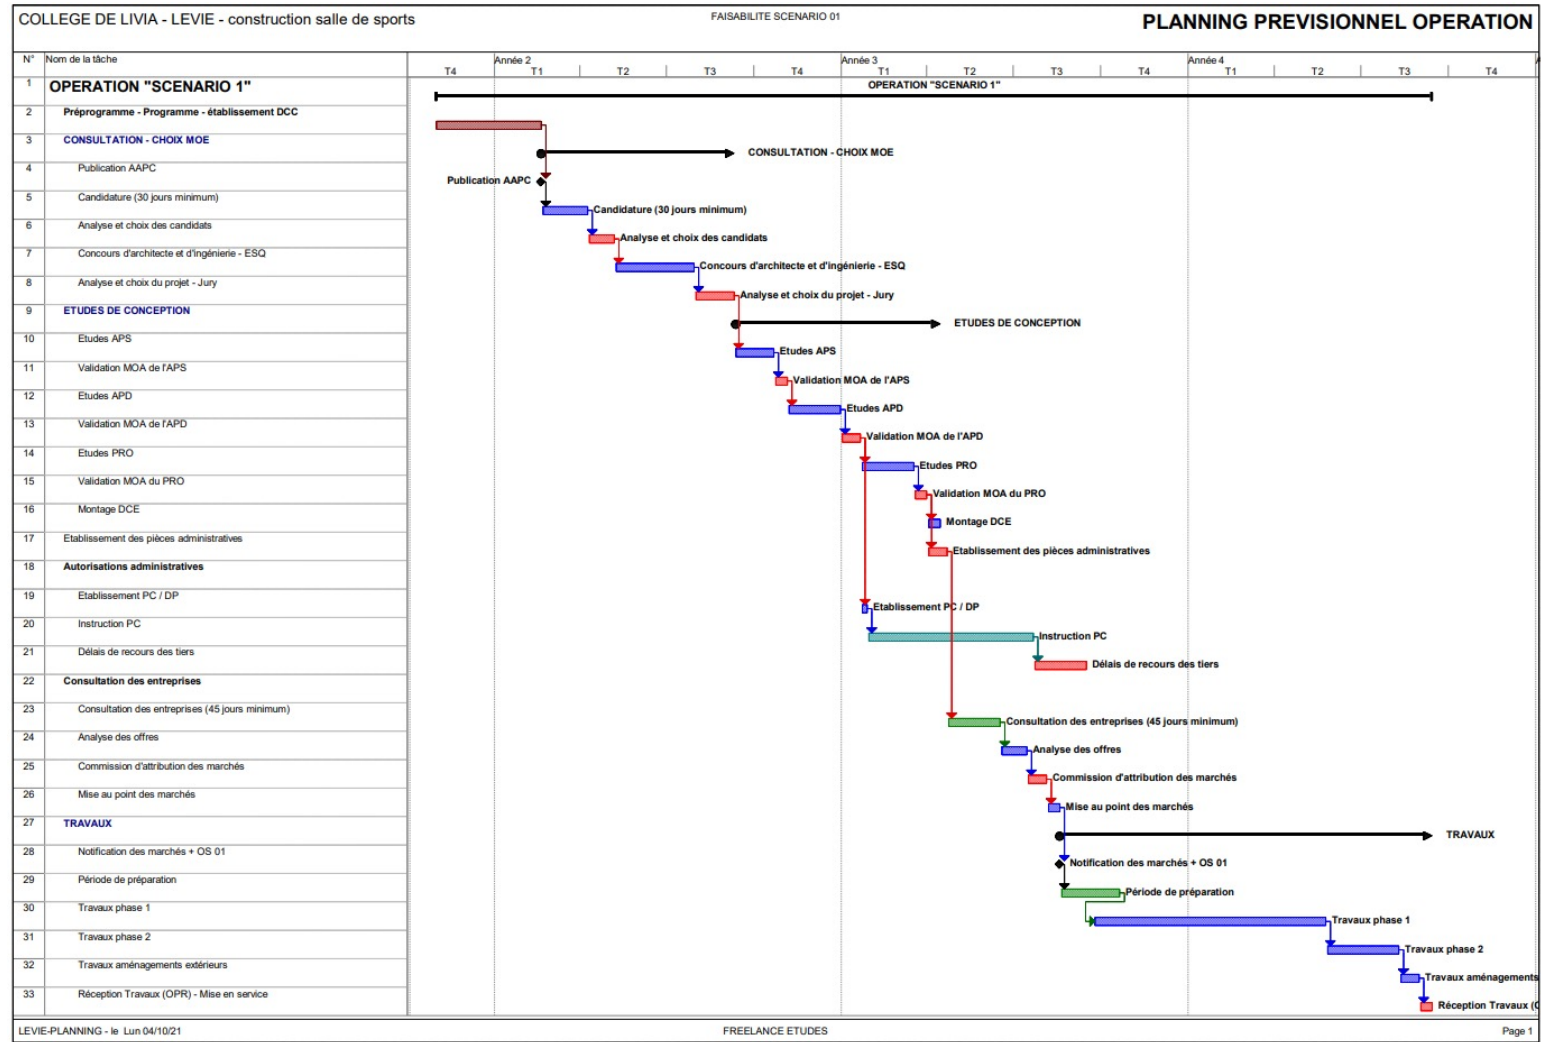 COLLEGE DE LIVIA - LEVIE - construction salle de sports
FAISABILITE SCENARIO 01
PLANNING PREVISIONNEL OPERATION
N° Nom de la tâche
Année 2 Année 3 Année 4
T4 T1 T2 T3 T4 T1 T2 T3 T4 T1 T2 T3 T4
1 OPERATION "SCENARIO 1" OPERATION "SCENARIO 1"
2 Préprogramme - Programme - établissement DCC
3 CONSULTATION - CHOIX MOE CONSULTATION - CHOIX MOE
4 Publication AAPC Publication AAPC
5 Candidature (30 jours minimum) Candidature (30 jours minimum)
6 Analyse et choix des candidats Analyse et choix des candidats
7 Concours d'architecte et d'ingénierie - ESQ Concours d'architecte et d'ingénierie - ESQ
8 Analyse et choix du projet - Jury Analyse et choix du projet - Jury
9 ETUDES DE CONCEPTION ETUDES DE CONCEPTION
10 Etudes APS Etudes APS
11 Validation MOA de l'APS Validation MOA de l'APS
12 Etudes APD Etudes APD
13 Validation MOA de l'APD Validation MOA de l'APD
14 Etudes PRO Etudes PRO
15 Validation MOA du PRO Validation MOA du PRO
16 Montage DCE Montage DCE
17 Etablissement des pièces administratives Etablissement des pièces administratives
18 Autorisations administratives
19 Etablissement PC / DP Etablissement PC / DP
20 Instruction PC Instruction PC
21 Délais de recours des tiers Délais de recours des tiers
22 Consultation des entreprises
23 Consultation des entreprises (45 jours minimum) Consultation des entreprises (45 jours minimum)
24 Analyse des offres Analyse des offres
25 Commission d'attribution des marchés Commission d'attribution des marchés
26 Mise au point des marchés Mise au point des marchés
27 TRAVAUX TRAVAUX
28 Notification des marchés + OS 01 Notification des marchés + OS 01
29 Période de préparation Période de préparation
30 Travaux phase 1 Travaux phase 1
31 Travaux phase 2 Travaux phase 2
32 Travaux aménagements extérieurs Travaux aménagements
33 Réception Travaux (OPR) - Mise en service Réception Travaux (
LEVIE-PLANNING - le Lun 04/10/21
FREELANCE ETUDES
Page 1